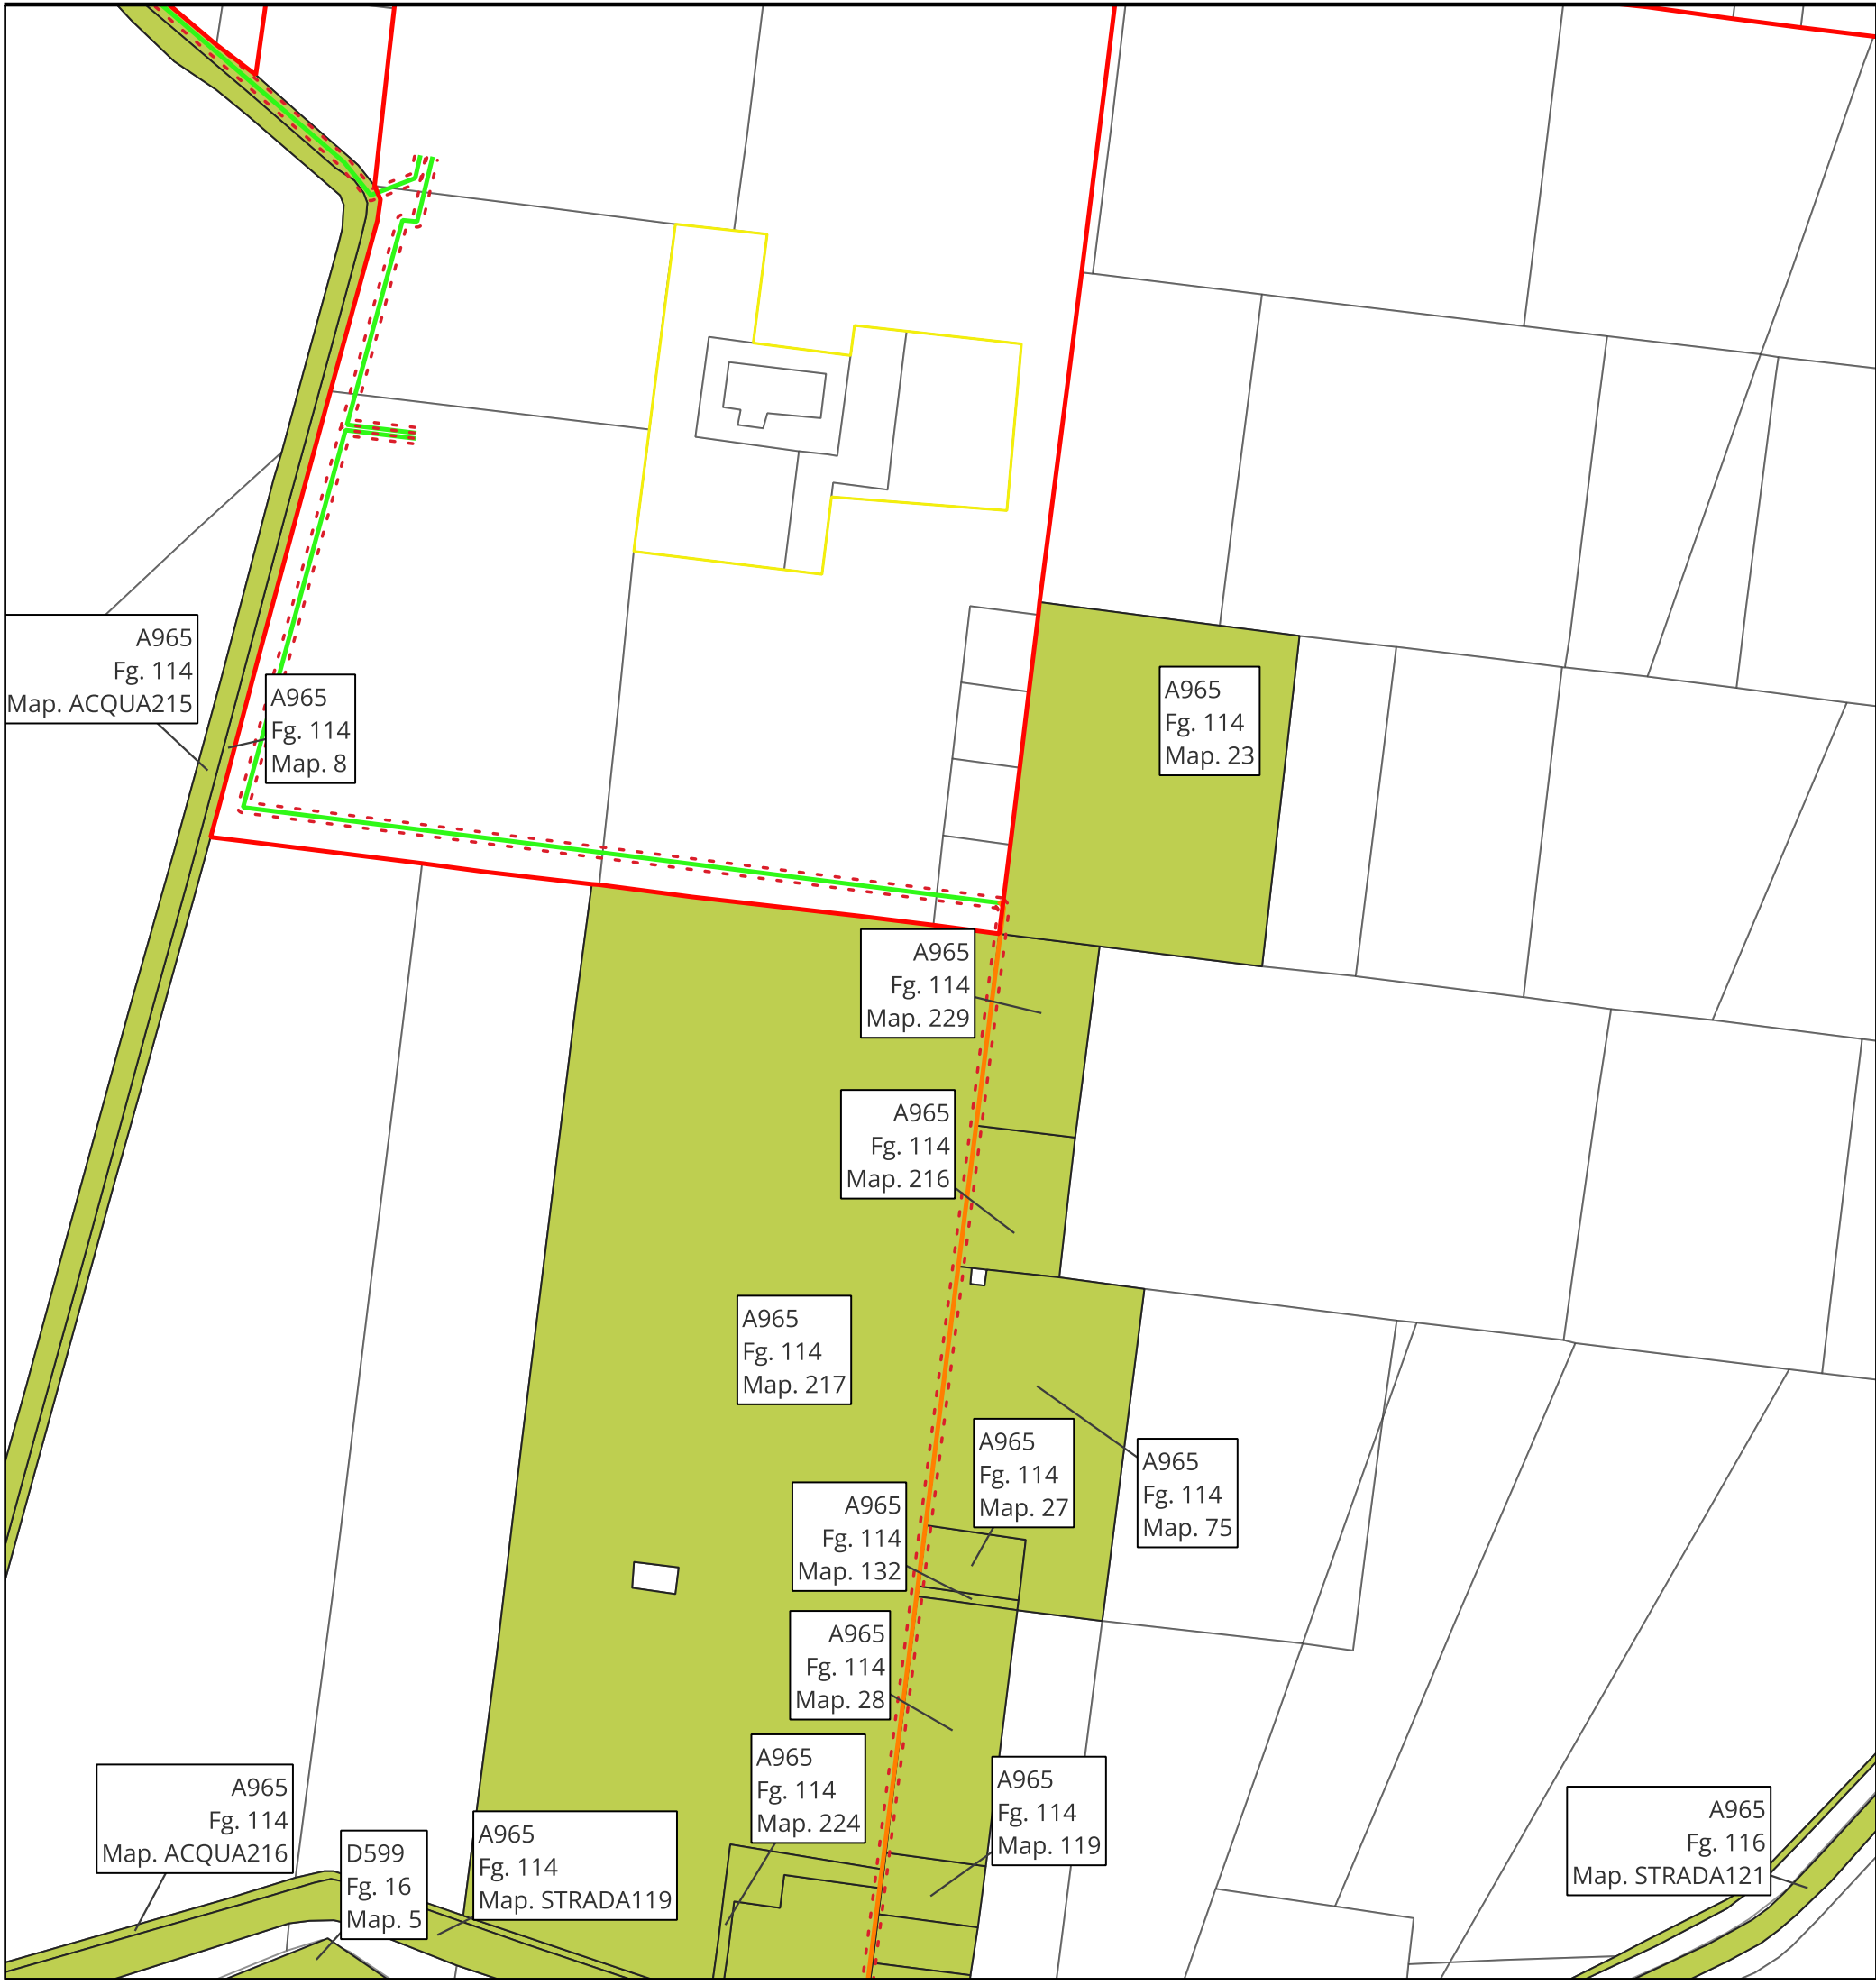 A965
Fg. 114
Map. ACQUA215
A965
Fg. 114
Map. 8
A965
Fg. 114
Map. 23
A965
Fg. 114
Map. 229
A965
Fg. 114
Map. 216
A965
Fg. 114
Map. 217
A965
Fg. 114
Map. 27
A965
Fg. 114
Map. 75
A965
Fg. 114
Map. 132
A965
Fg. 114
Map. 28
A965
Fg. 114
Map. 224
A965
Fg. 114
Map. 119
A965
Fg. 114
Map. ACQUA216
D599
Fg. 16
Map. 5
A965
Fg. 114
Map. STRADA119
A965
Fg. 116
Map. STRADA121